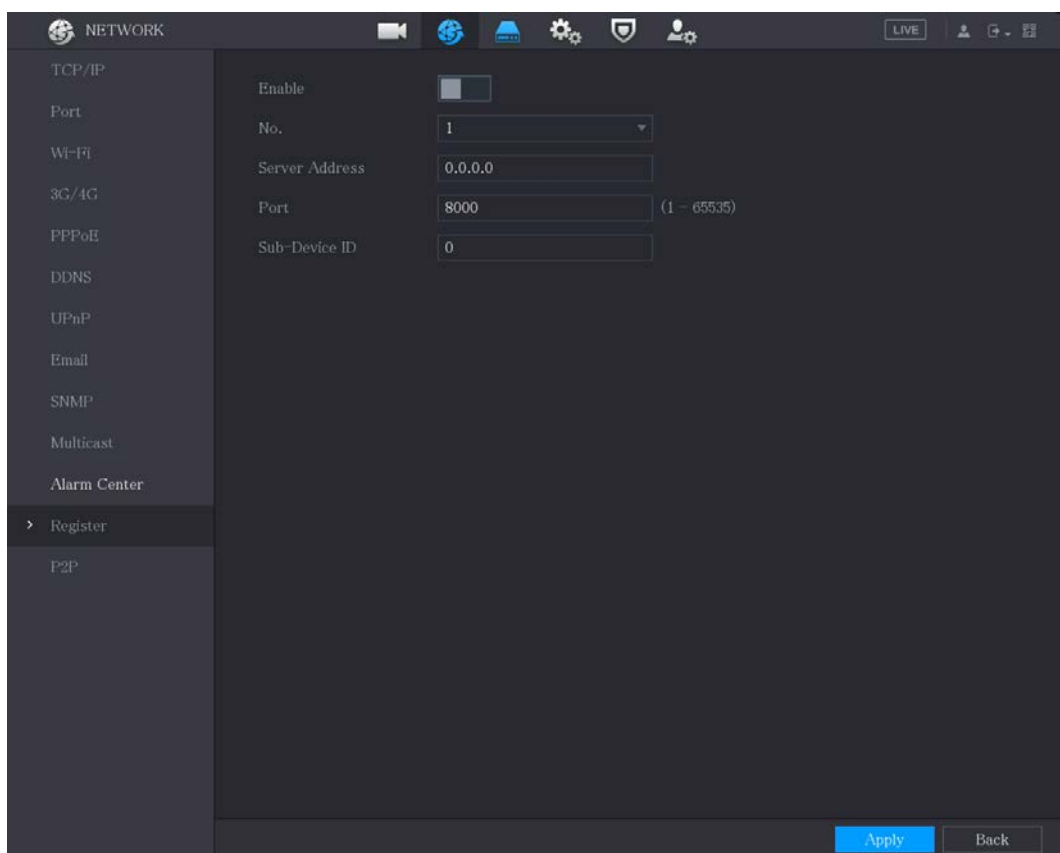 NETWORK
LIVE
TCP/IP
Port
Wi-Fi
3G/4G
PPPoE
DDNS
UPnP
Email
SNMP
Multicast
Alarm Center
Register
P2P
Enable
No. 1
Server Address 0.0.0.0
Port 8000 (1 - 65535)
Sub-Device ID 0
Apply Back